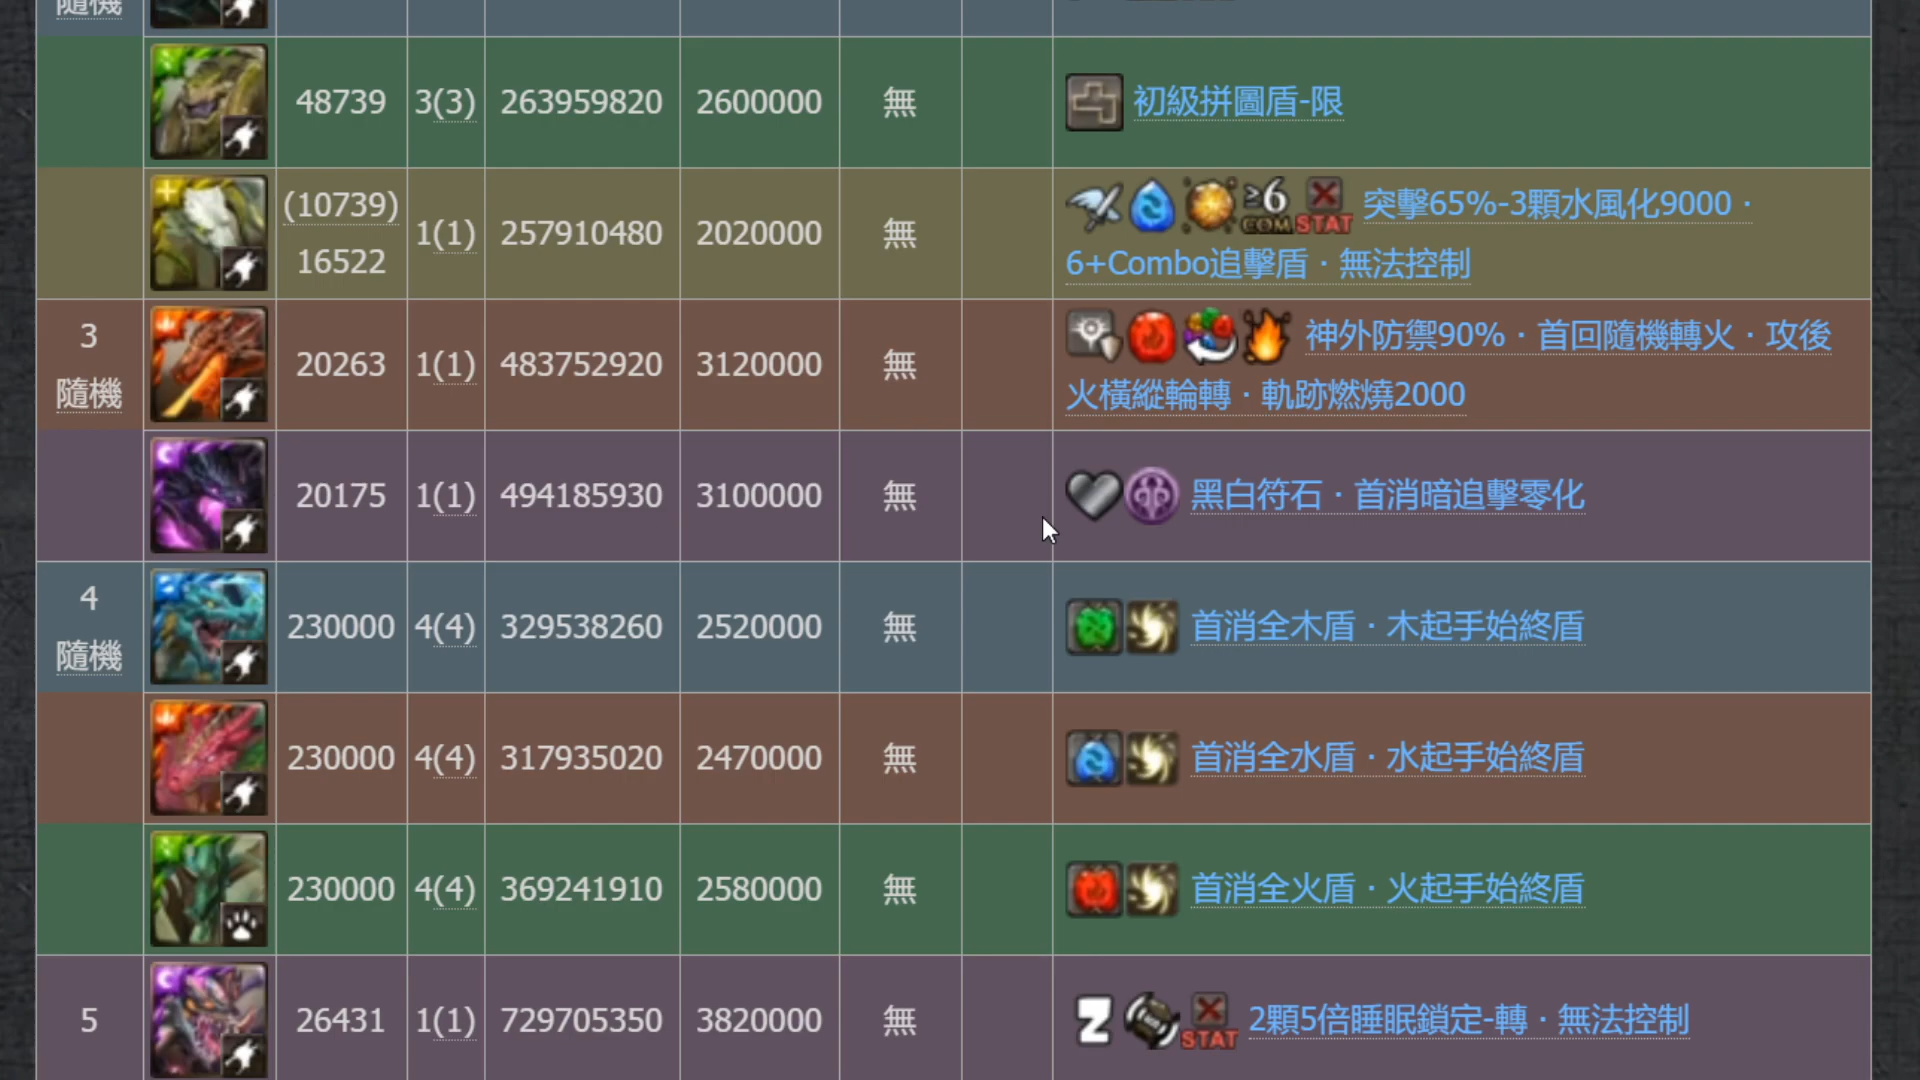 隨機
48739 3(3) 263959820 2600000 無 初級拼圖盾-限
(10739) 16522 1(1) 257910480 2020000 無 ≥6 COM STAT 突擊65%-3顆水風化9000‧
6+Combo追擊盾‧無法控制
3 隨機 20263 1(1) 483752920 3120000 無 神外防禦90%‧首回隨機轉火‧攻後
火橫縱輪轉‧軌跡燃燒2000
20175 1(1) 494185930 3100000 無 黑白符石‧首消暗追擊零化
4 隨機 230000 4(4) 329538260 2520000 無 首消全木盾‧木起手始終盾
230000 4(4) 317935020 2470000 無 首消全水盾‧水起手始終盾
230000 4(4) 369241910 2580000 無 首消全火盾‧火起手始終盾
5 26431 1(1) 729705350 3820000 無 Z STAT 2顆5倍睡眠鎖定-轉‧無法控制